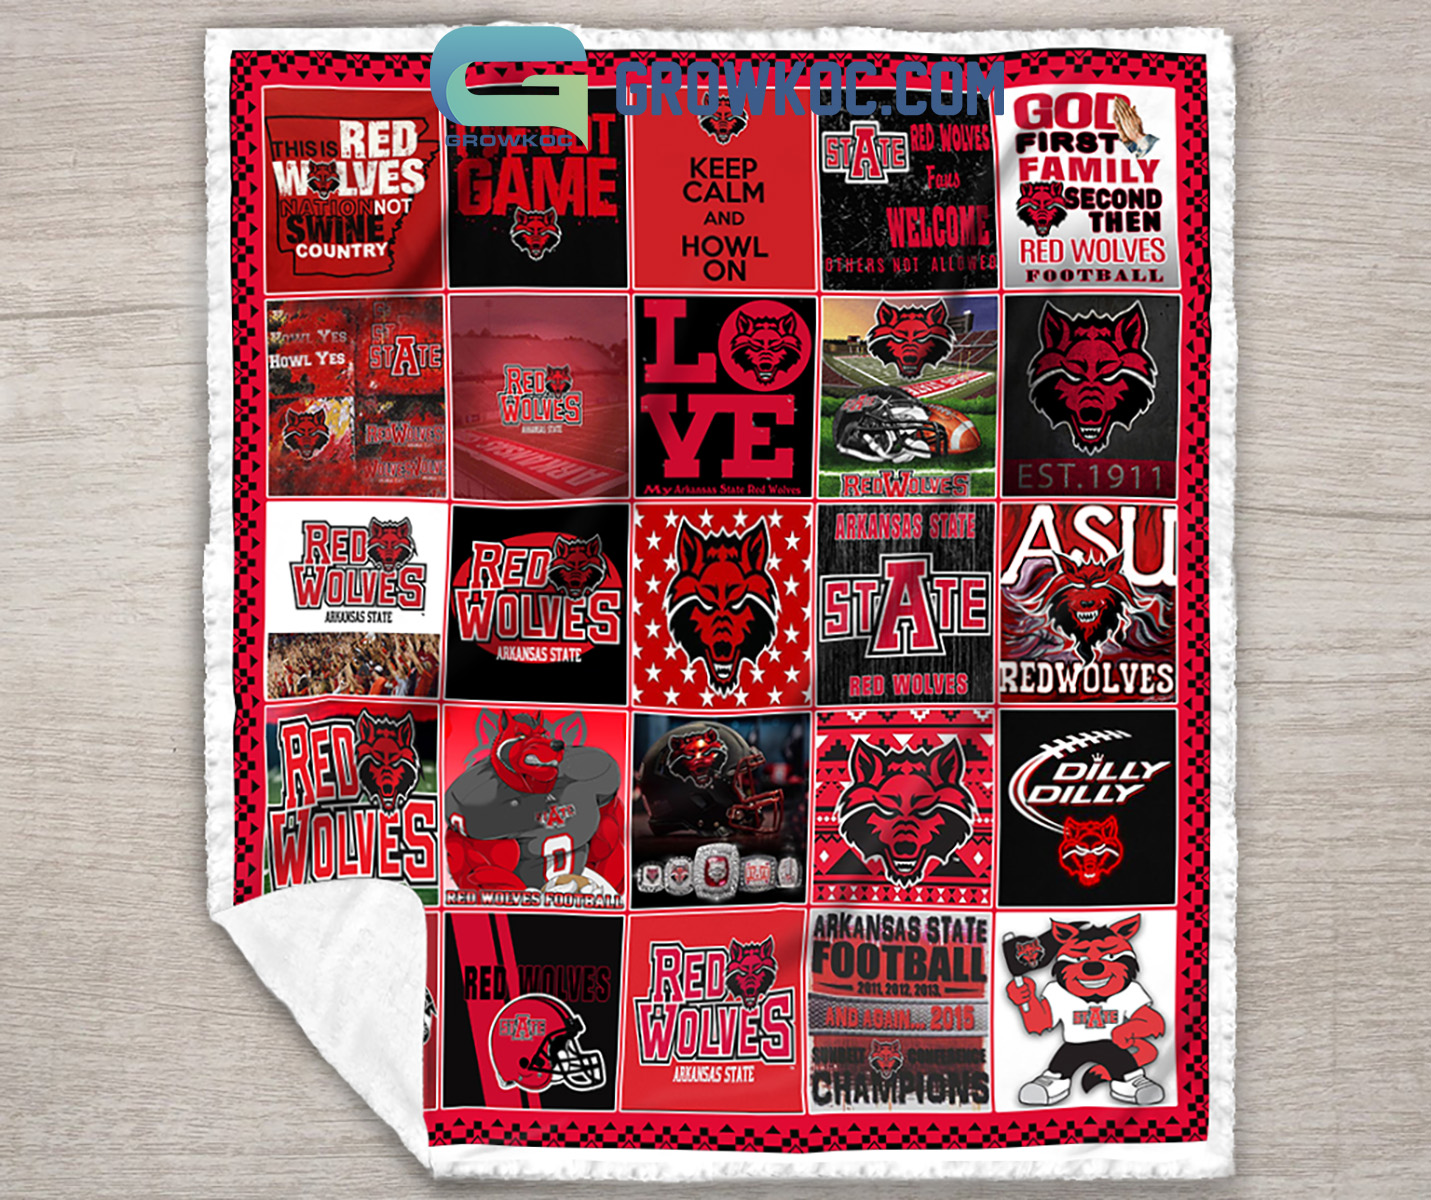 GROWKOC
GROWKOC.COM
THIS IS RED
WOLVES
NATION NOT
SWINE
COUNTRY
GAME
KEEP
CALM
AND
HOWL
ON
STATE
RED WOLVES
Fans
WELCOME
OTHERS NOT ALLOWED
GOD
FIRST
FAMILY
SECOND
THEN
RED WOLVES
FOOTBALL
HOWL YES
HOWL YES
STATE
RED WOLVES
RED
WOLVES
ARKANSAS STATE
ARKANSAS
LOVE
My Arkansas State Red Wolves
RED WOLVES
EST. 1911
RED
WOLVES
ARKANSAS STATE
RED
WOLVES
ARKANSAS STATE
ARKANSAS STATE
STATE
RED WOLVES
ASU
REDWOLVES
RED
WOLVES
STATE
RED WOLVES FOOTBALL
DILLY
DILLY
RED WOLVES
STATE
RED
WOLVES
ARKANSAS STATE
ARKANSAS STATE
FOOTBALL
2011, 2012, 2013,
AND AGAIN... 2015
SUNBELT CONFERENCE
CHAMPIONS
STATE